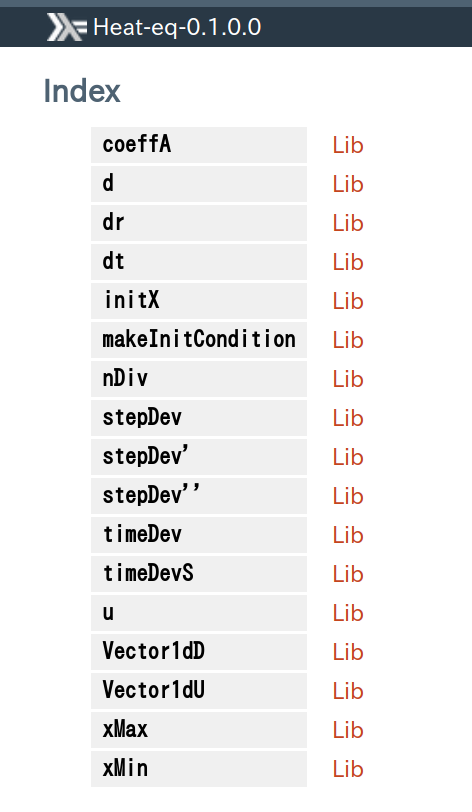 Heat-eq-0.1.0.0
Index
coeffA Lib
d Lib
dr Lib
dt Lib
initX Lib
makeInitCondition Lib
nDiv Lib
stepDev Lib
stepDev' Lib
stepDev'' Lib
timeDev Lib
timeDevS Lib
u Lib
Vector1dD Lib
Vector1dU Lib
xMax Lib
xMin Lib